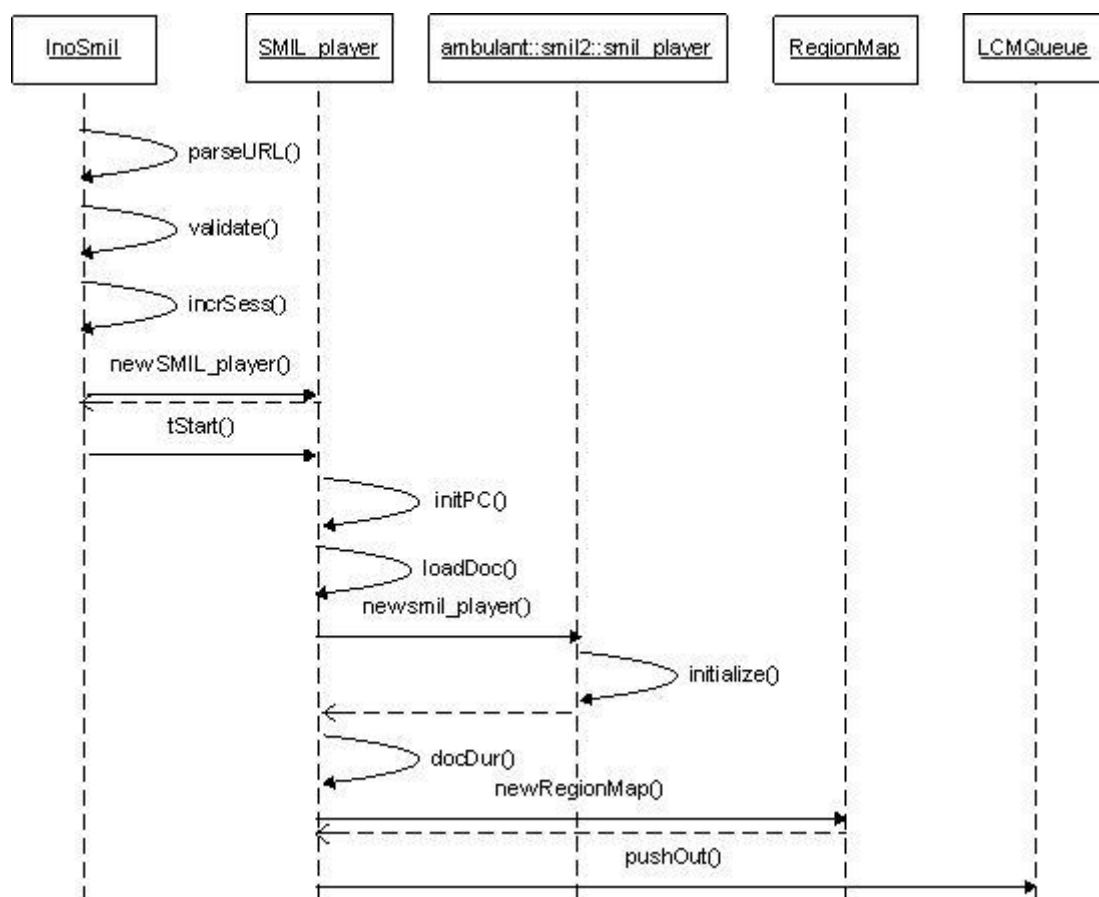 InoSmil
SMIL_player
ambulant::smil2::smil_player
RegionMap
LCMQueue
parseURL()
validate()
incrSess()
newSMIL_player()
tStart()
initPC()
loadDoc()
newsmil_player()
initialize()
docDur()
newRegionMap()
pushOut()